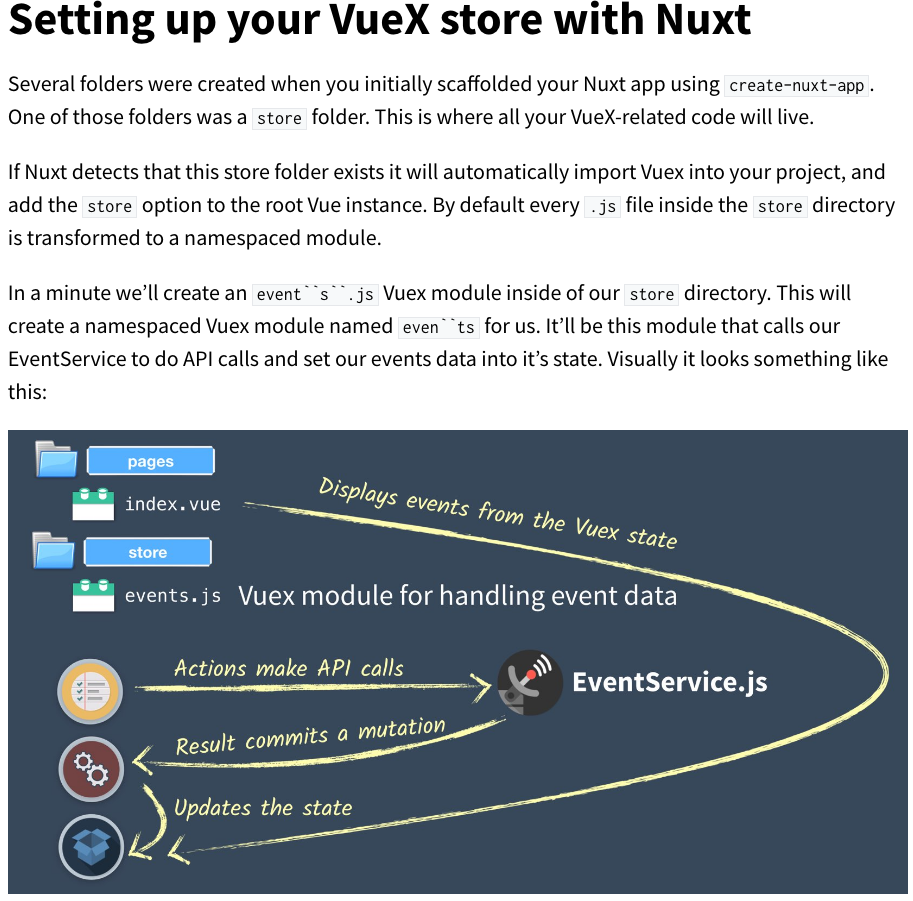 Setting up your VueX store with Nuxt
Several folders were created when you initially scaffolded your Nuxt app using create-nuxt-app.
One of those folders was a store folder. This is where all your VueX-related code will live.
If Nuxt detects that this store folder exists it will automatically import Vuex into your project, and
add the store option to the root Vue instance. By default every .js file inside the store directory
is transformed to a namespaced module.
In a minute we’ll create an event``s``.js Vuex module inside of our store directory. This will
create a namespaced Vuex module named even``ts for us. It’ll be this module that calls our
EventService to do API calls and set our events data into it’s state. Visually it looks something like
this:
pages
index.vue
Displays events from the Vuex state
store
events.js Vuex module for handling event data
Actions make API calls
EventService.js
Result commits a mutation
Updates the state